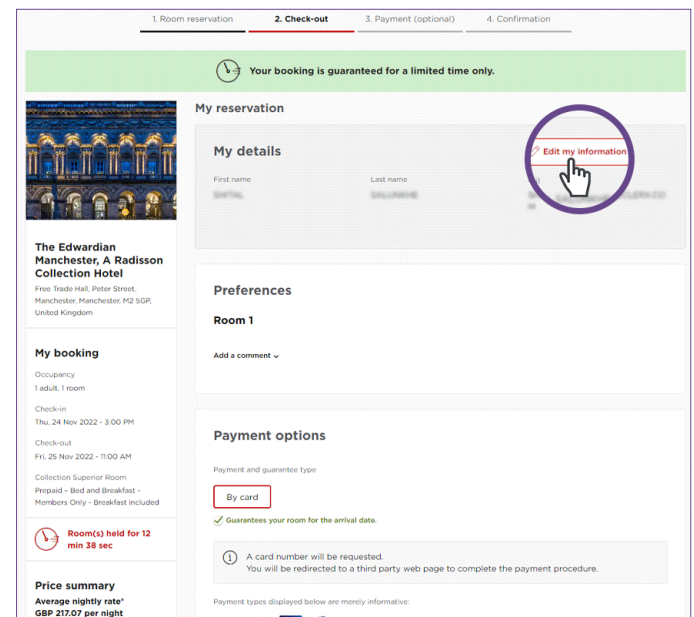 1. Room reservation
2. Check-out
3. Payment (optional)
4. Confirmation
Your booking is guaranteed for a limited time only.
The Edwardian
Manchester, A Radisson
Collection Hotel
Free Trade Hall, Peter Street,
Manchester, Manchester, M2 5GP,
United Kingdom
My booking
Occupancy
1 adult, 1 room
Check-in
Thu, 24 Nov 2022 - 3:00 PM
Check-out
Fri, 25 Nov 2022 - 11:00 AM
Collection Superior Room
Prepaid - Bed and Breakfast -
Members Only - Breakfast included
Room(s) held for 12
min 38 sec
Price summary
Average nightly rate*
GBP 217.07 per night
My reservation
My details
Edit my information
First name
Last name
Preferences
Room 1
Add a comment
Payment options
Payment and guarantee type
By card
Guarantees your room for the arrival date.
A card number will be requested.
You will be redirected to a third party web page to complete the payment procedure.
Payment types displayed below are merely informative: